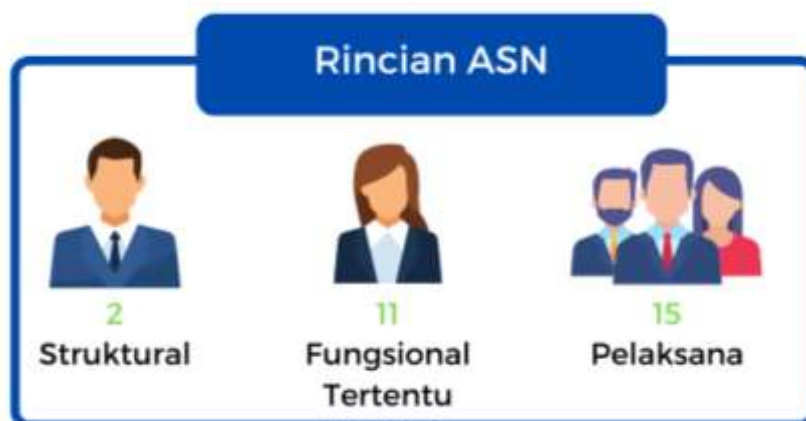 Rincian ASN
2
Struktural
11
Fungsional
Tertentu
15
Pelaksana